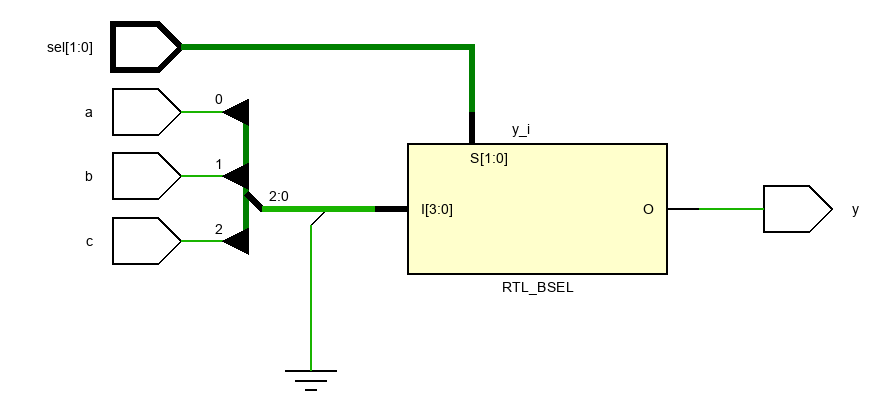 sel[1:0]
a
0
b
1
c
2
2:0
y_i
S[1:0]
I[3:0]
O
RTL_BSEL
y